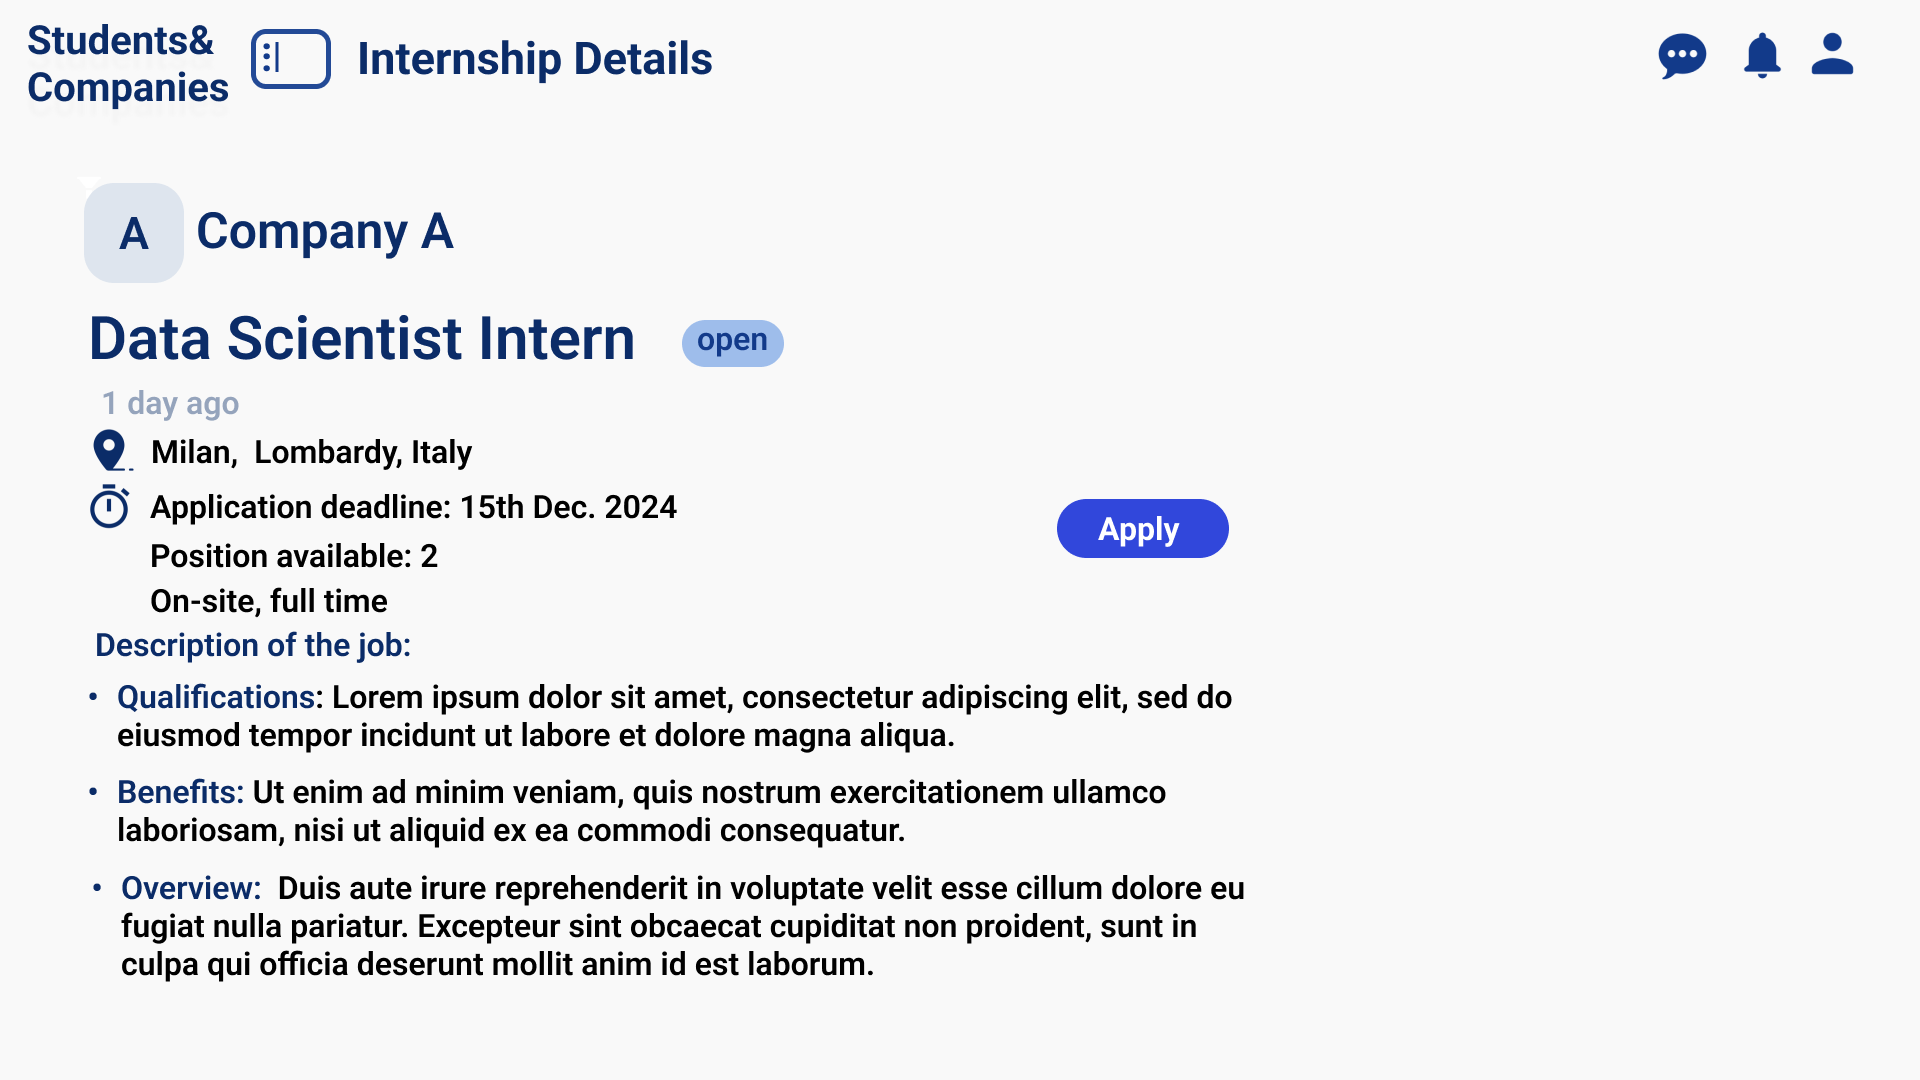 Students&
Companies
Internship Details
A
Company A
Data Scientist Intern
open
1 day ago
Milan,  Lombardy, Italy
Application deadline: 15th Dec. 2024
Apply
Position available: 2
On-site, full time
Description of the job:
• Qualifications: Lorem ipsum dolor sit amet, consectetur adipiscing elit, sed do
eiusmod tempor incidunt ut labore et dolore magna aliqua.
• Benefits: Ut enim ad minim veniam, quis nostrum exercitationem ullamco
laboriosam, nisi ut aliquid ex ea commodi consequatur.
• Overview:  Duis aute irure reprehenderit in voluptate velit esse cillum dolore eu
fugiat nulla pariatur. Excepteur sint obcaecat cupiditat non proident, sunt in
culpa qui officia deserunt mollit anim id est laborum.